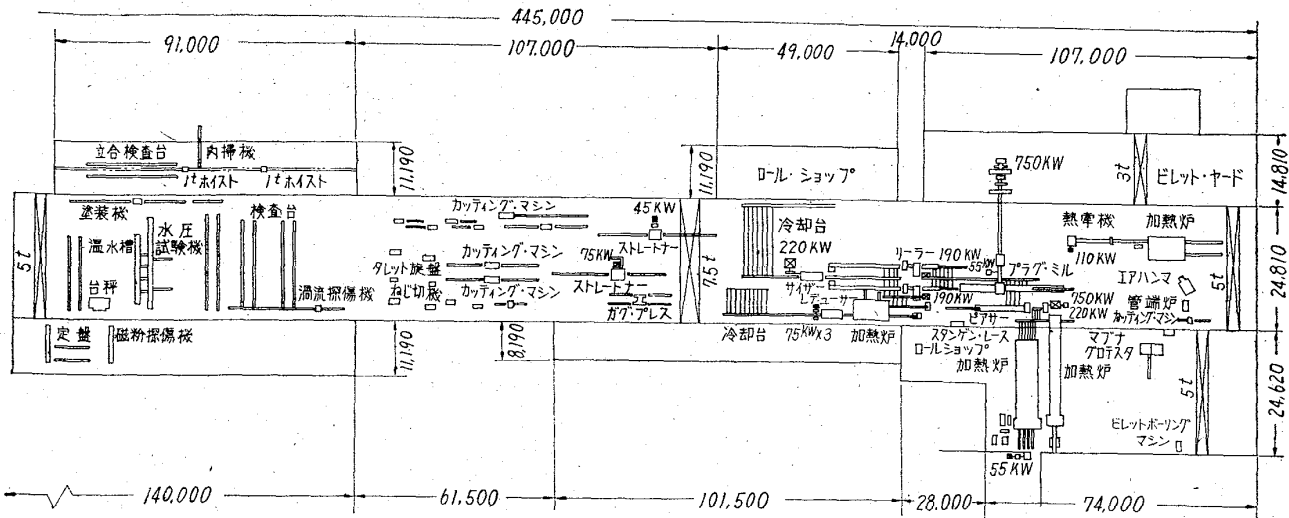 445,000
91,000
107,000
49,000
14,000
107,000
立合検査台
内掃機
1tホイスト
1tホイスト
11,190
11,190
ロール・ショップ
750KW
3t
ビレット・ヤード
14,810
塗装機
水圧
試験機
検査台
温水槽
台秤
5t
渦流探傷機
カッティング・マシン
カッティング・マシン
タレット旋盤
ねじ切機
カッティング・マシン
45KW
ストレートナー
75KW
ストレートナー
ガグ・プレス
7.5t
冷却台
220KW
サイザー
レデューサー
リーラー
190KW
55KW
プラグ・ミル
190KW
ピアサー
750KW
220KW
熱牽機
加熱炉
110KW
エアハンマ
管端炉
カッティング・マシン
5t
24,810
定盤
磁粉探傷機
11,190
8,190
冷却台
75KW×3
加熱炉
スタンゲン・レース
ロールショップ
加熱炉
加熱炉
マグナ
グロテスタ
5t
ビレットボーリング
マシン
55KW
24,620
140,000
61,500
101,500
28,000
74,000